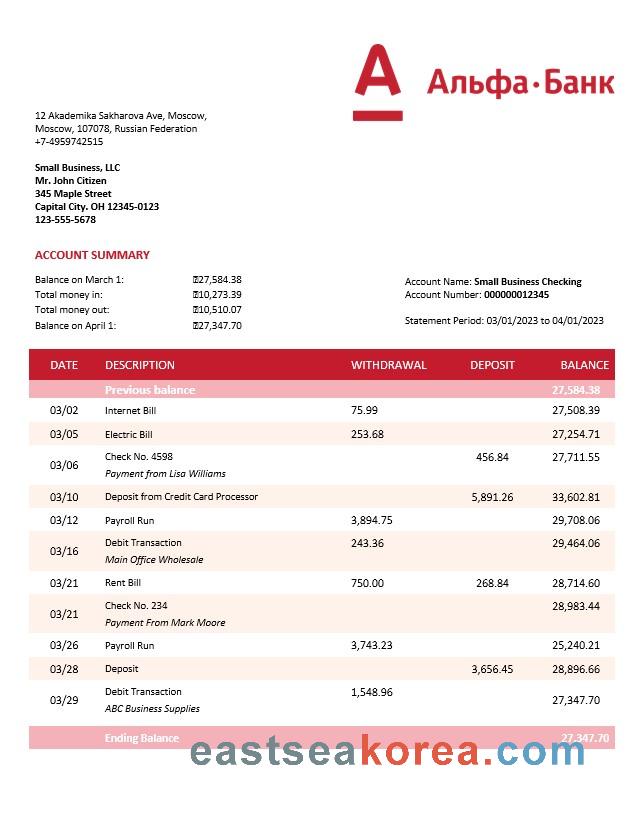 Альфа·Банк
12 Akademika Sakharova Ave, Moscow,
Moscow, 107078, Russian Federation
+7-4959742515
Small Business, LLC
Mr. John Citizen
345 Maple Street
Capital City. OH 12345-0123
123-555-5678
ACCOUNT SUMMARY
Balance on March 1: 27,584.38
Total money in: 10,273.39
Total money out: 10,510.07
Balance on April 1: 27,347.70
Account Name: Small Business Checking
Account Number: 000000012345
Statement Period: 03/01/2023 to 04/01/2023
DATE DESCRIPTION WITHDRAWAL DEPOSIT BALANCE
Previous balance 27,584.38
03/02 Internet Bill 75.99 27,508.39
03/05 Electric Bill 253.68 27,254.71
03/06 Check No. 4598 456.84 27,711.55
Payment from Lisa Williams
03/10 Deposit from Credit Card Processor 5,891.26 33,602.81
03/12 Payroll Run 3,894.75 29,708.06
03/16 Debit Transaction 243.36 29,464.06
Main Office Wholesale
03/21 Rent Bill 750.00 268.84 28,714.60
03/21 Check No. 234 28,983.44
Payment From Mark Moore
03/26 Payroll Run 3,743.23 25,240.21
03/28 Deposit 3,656.45 28,896.66
03/29 Debit Transaction 1,548.96 27,347.70
ABC Business Supplies
Ending Balance 27.347.70
eastseakorea.com